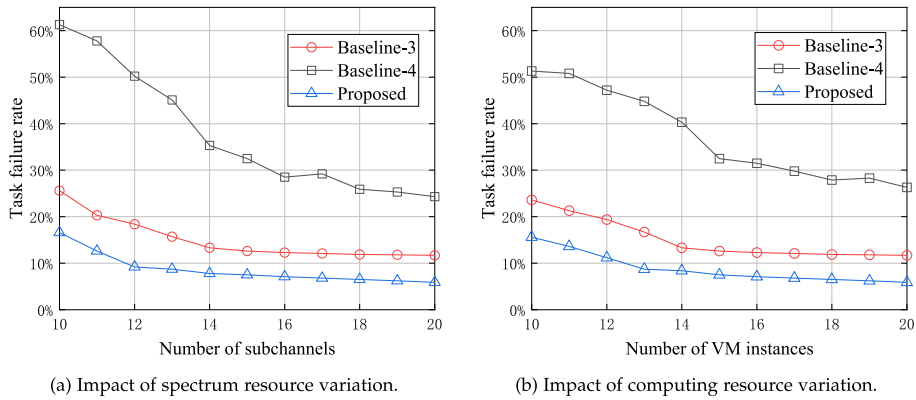 60%
50%
40%
30%
20%
10%
0%
Task failure rate
Baseline-3
Baseline-4
Proposed
10 12 14 16 18 20
Number of subchannels
(a) Impact of spectrum resource variation.
60%
50%
40%
30%
20%
10%
0%
Task failure rate
Baseline-3
Baseline-4
Proposed
10 12 14 16 18 20
Number of VM instances
(b) Impact of computing resource variation.